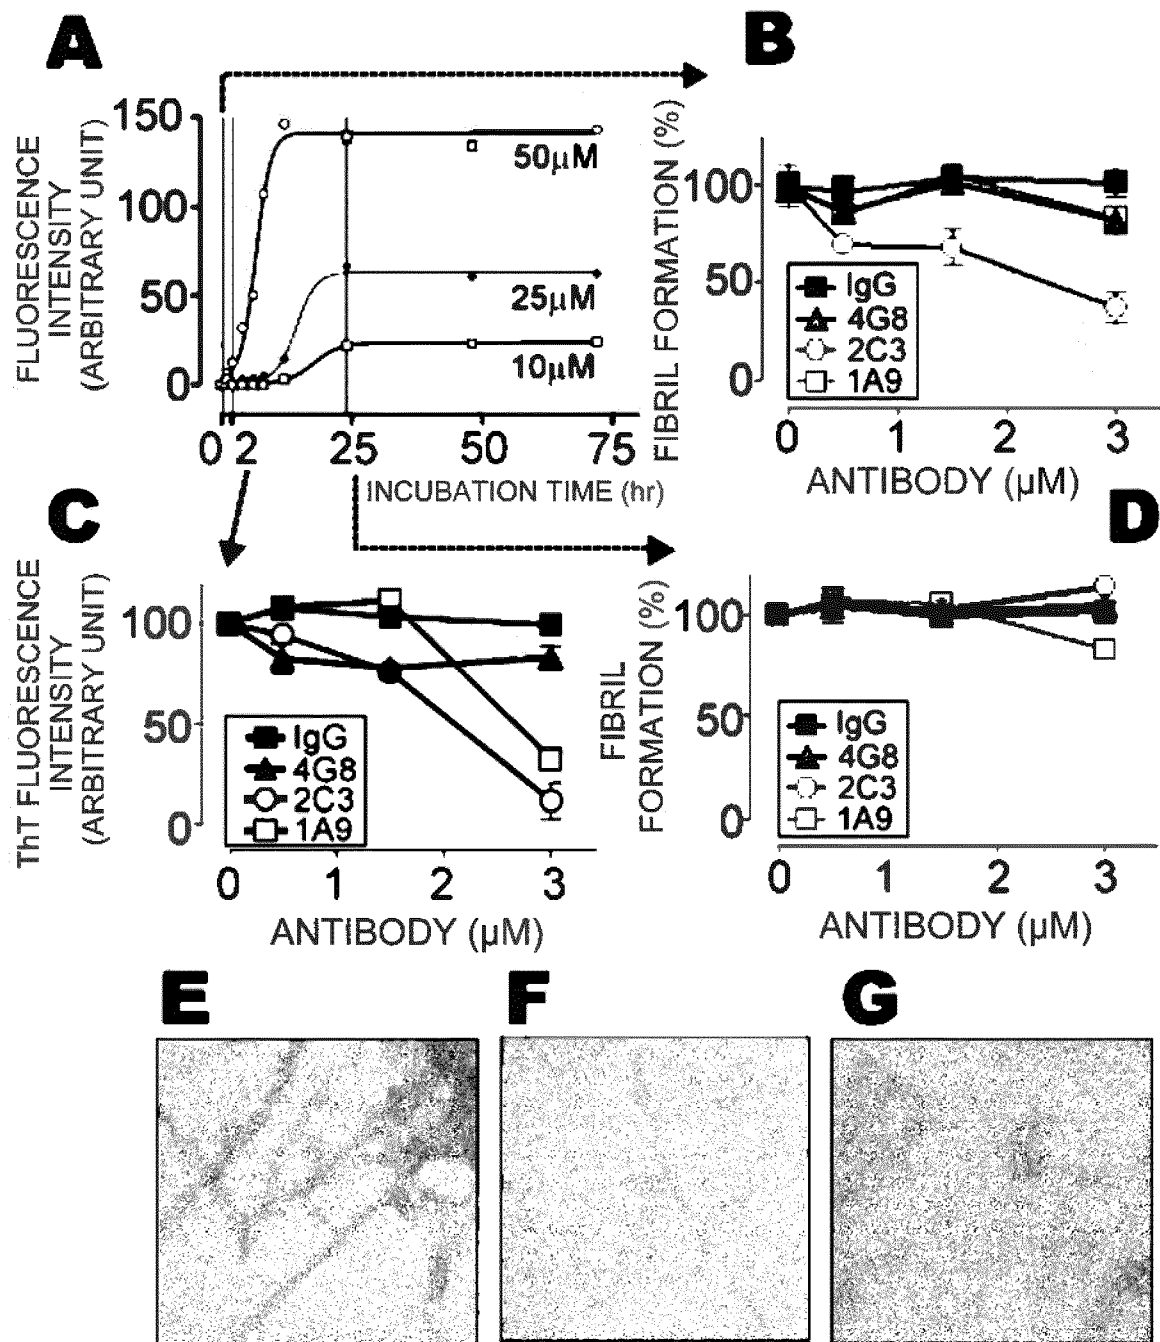 A
FLUORESCENCE
INTENSITY
(ARBITRARY UNIT)
150
100
50
0
50µM
25µM
10µM
0 2 25 50 75
INCUBATION TIME (hr)
B
FIBRIL FORMATION (%)
100
50
0
IgG
4G8
2C3
1A9
0 1 2 3
ANTIBODY (µM)
C
ThT FLUORESCENCE
INTENSITY
(ARBITRARY UNIT)
100
50
0
IgG
4G8
2C3
1A9
0 1 2 3
ANTIBODY (µM)
D
FIBRIL
FORMATION (%)
100
50
0
IgG
4G8
2C3
1A9
0 1 2 3
ANTIBODY (µM)
E
F
G